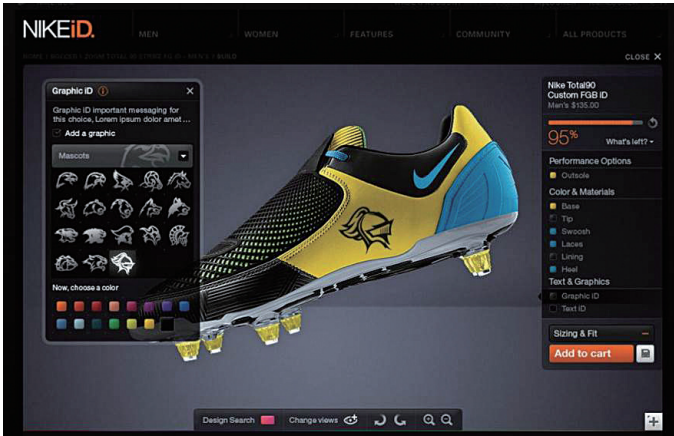 NIKEiD.
MEN
WOMEN
FEATURES
COMMUNITY
ALL PRODUCTS
CLOSE X
Graphic iD
Graphic iD important messaging for
this choice, Lorem ipsum dolor amet ...
Add a graphic
Mascots
Now, choose a color
Nike Total90
Custom FGB iD
Men's $135.00
95%
What's left?
Performance Options
Outsole
Color & Materials
Base
Tip
Swoosh
Laces
Lining
Heel
Text & Graphics
Graphic ID
Text ID
Sizing & Fit
Add to cart
Design Search
Change views